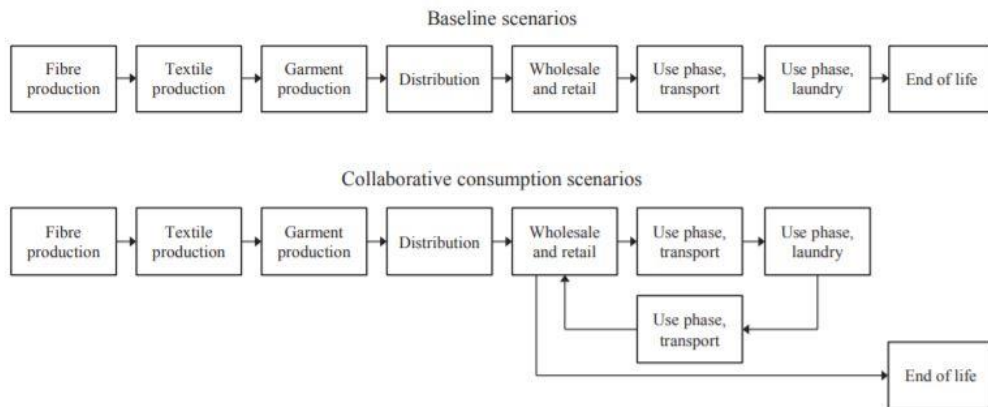 Baseline scenarios
Fibre
production
Textile
production
Garment
production
Distribution
Wholesale
and retail
Use phase,
transport
Use phase,
laundry
End of life
Collaborative consumption scenarios
Fibre
production
Textile
production
Garment
production
Distribution
Wholesale
and retail
Use phase,
transport
Use phase,
laundry
Use phase,
transport
End of life